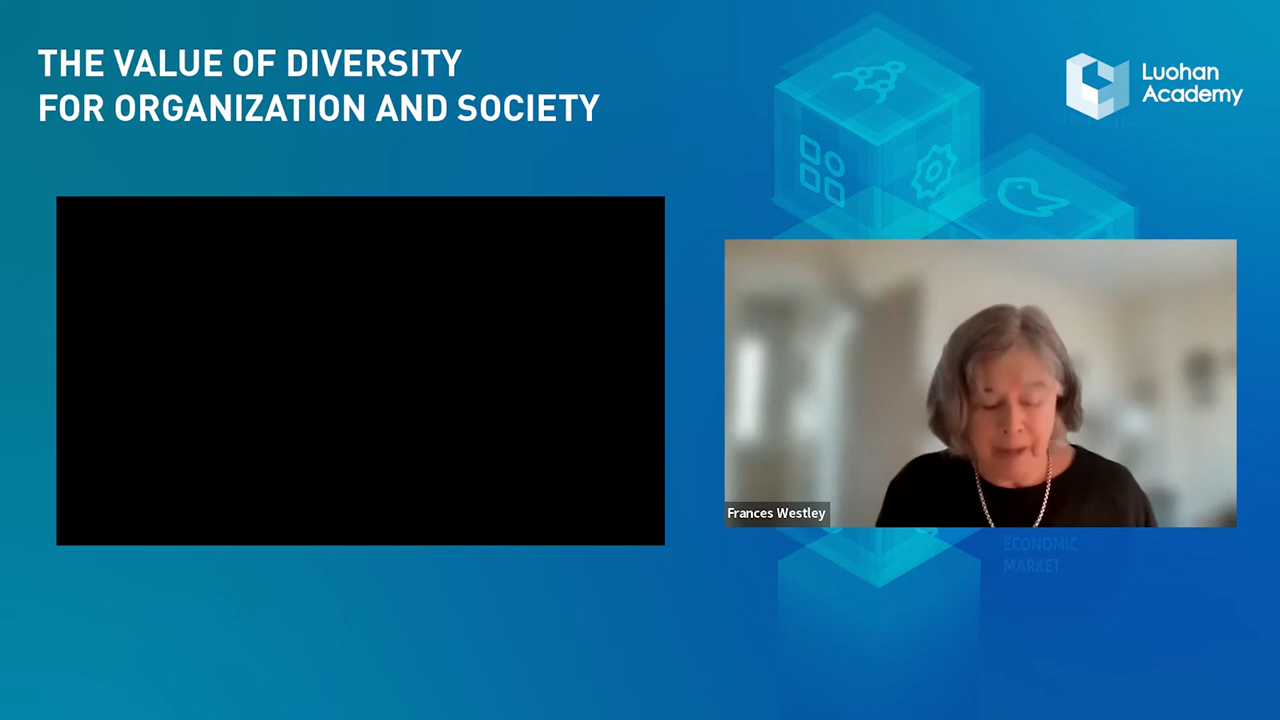 THE VALUE OF DIVERSITY
FOR ORGANIZATION AND SOCIETY
Luohan
Academy
Frances Westley
ECONOMIC
MARKET